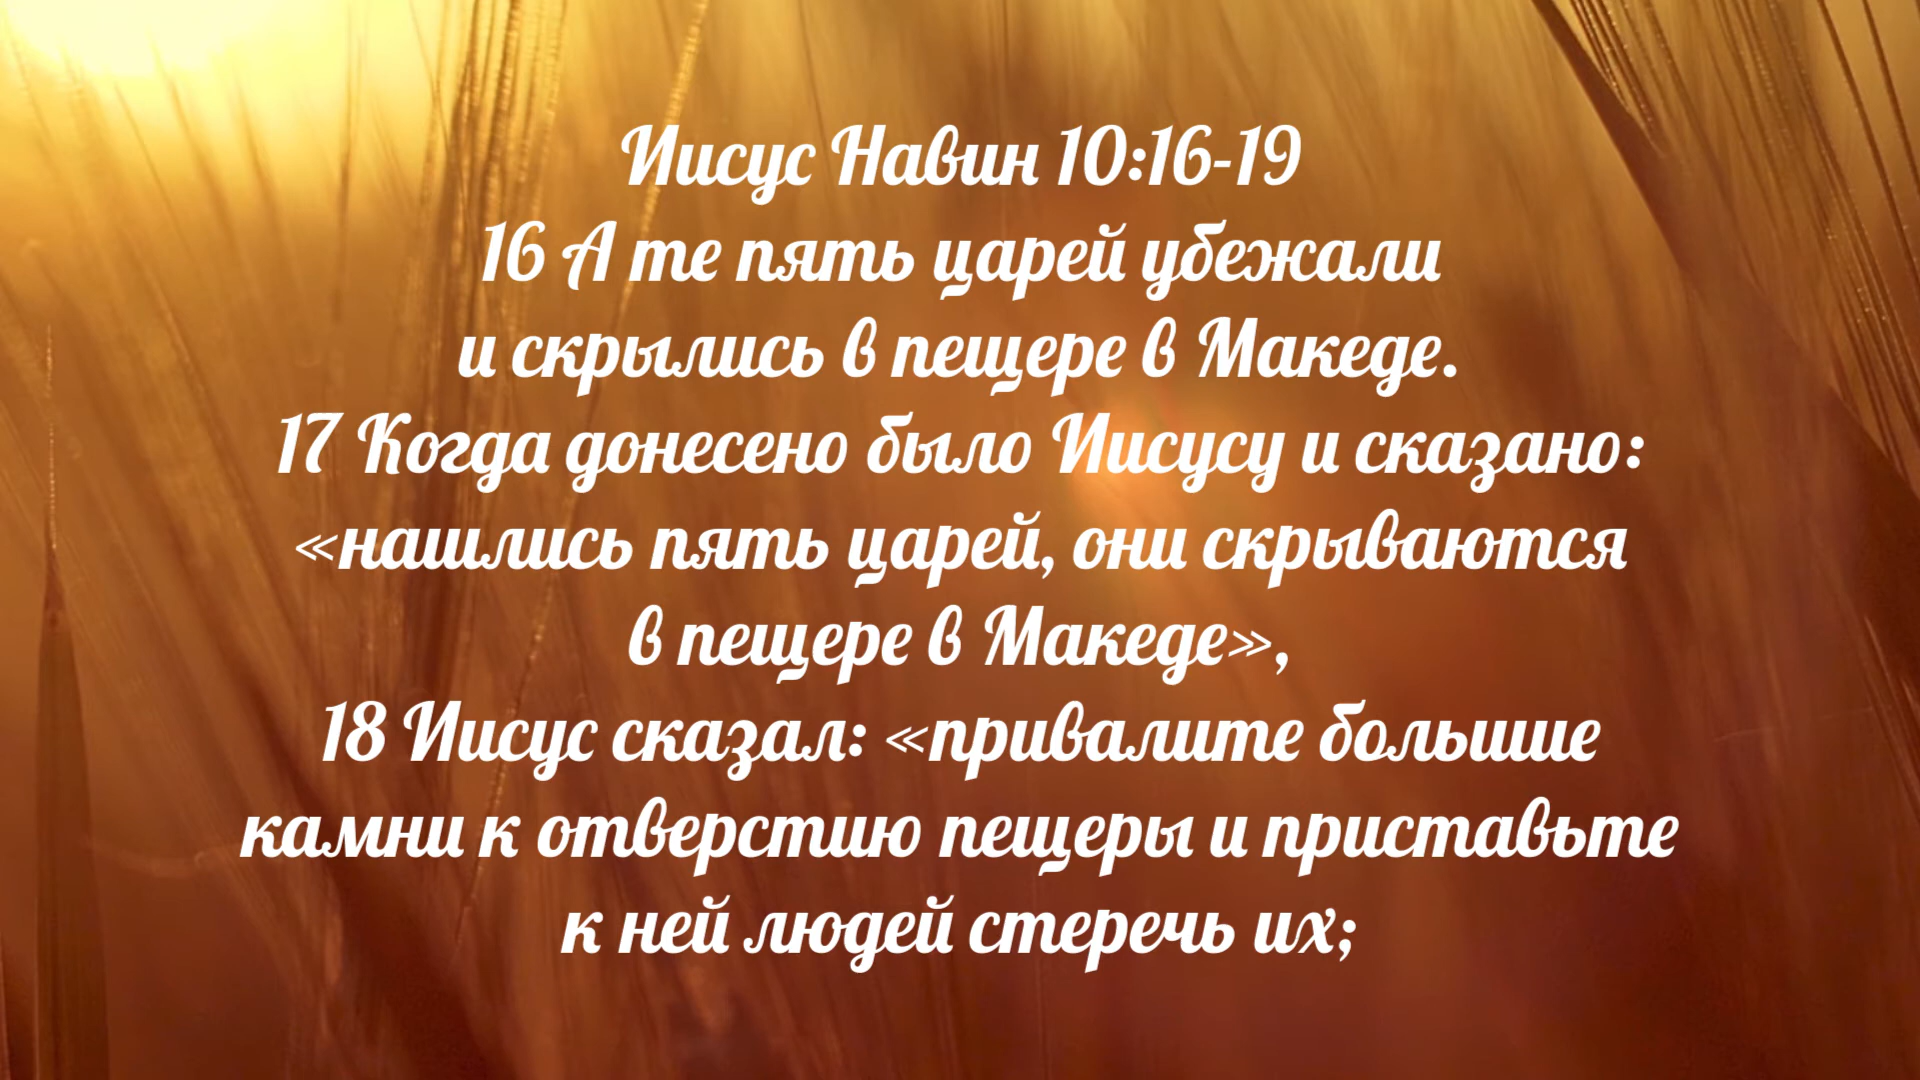 Иисус Навин 10:16-19
16 А те пять царей убежали
и скрылись в пещере в Македе.
17 Когда донесено было Иисусу и сказано:
«нашлись пять царей, они скрываются
в пещере в Македе»,
18 Иисус сказал: «привалите большие
камни к отверстию пещеры и приставьте
к ней людей стеречь их;